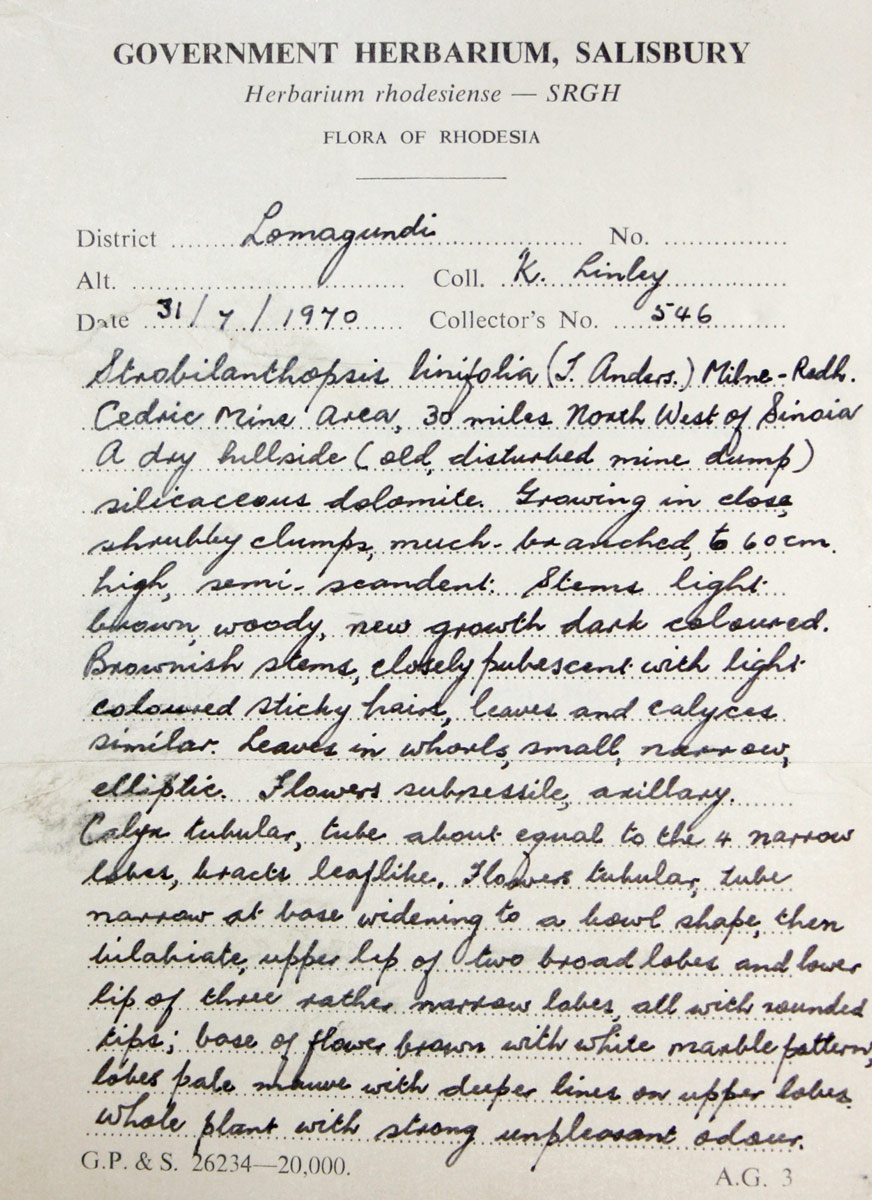 GOVERNMENT HERBARIUM, SALISBURY
Herbarium rhodesiense — SRGH
FLORA OF RHODESIA
District Lomagundi No.
Alt. Coll. K. Linley
Date 31/7/1970 Collector's No. 546
Strobilanthopsis linifolia (T. Anders.) Milne-Redh.
Cedric Mine Area, 30 miles North West of Sinoia
A dry hillside (old, disturbed mine dump)
silicaceous dolomite. Growing in close,
shrubby clumps, much-branched, to 60cm.
high, semi-scandent. Stems light
brown, woody, new growth dark coloured.
Brownish stems, closely pubescent with light
coloured sticky hairs, leaves and calyces
similar. Leaves in whorls, small, narrow,
elliptic. Flowers subsessile, axillary.
Calyx tubular, tube about equal to the 4 narrow
lobes, bracts leaflike. Flowers tubular, tube
narrow at base widening to a bowl shape, then
bilabiate, upper lip of two broad lobes and lower
lip of three rather narrow lobes, all with rounded
tips; base of flower brown with white marble pattern,
lobes pale mauve with deeper lines on upper lobes.
Whole plant with strong unpleasant odour.
G.P. & S. 26234—20,000.
A.G. 3